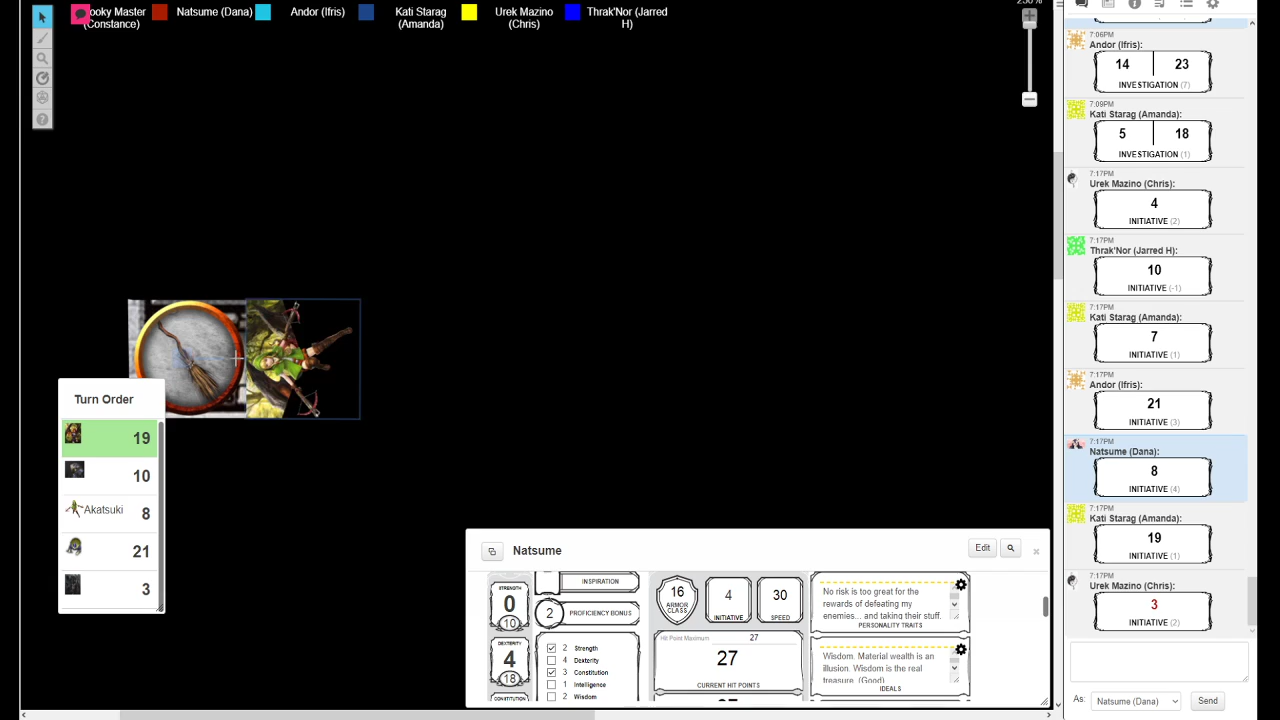 ooky Master (Constance)
Natsume (Dana)
Andor (Ifris)
Kati Starag (Amanda)
Urek Mazino (Chris)
Thrak'Nor (Jarred H)
Turn Order
19
10
Akatsuki 8
21
3
Natsume
Edit
INSPIRATION
2 PROFICIENCY BONUS
STRENGTH
0
10
DEXTERITY
4
18
CONSTITUTION
2 Strength
4 Dexterity
3 Constitution
1 Intelligence
2 Wisdom
16
ARMOR CLASS
4
INITIATIVE
30
SPEED
Hit Point Maximum 27
27
CURRENT HIT POINTS
No risk is too great for the
rewards of defeating my
enemies... and taking their stuff.
PERSONALITY TRAITS
Wisdom. Material wealth is an
illusion. Wisdom is the real
treasure. (Good)
IDEALS
7:06PM
Andor (Ifris):
14 23
INVESTIGATION (7)
7:09PM
Kati Starag (Amanda):
5 18
INVESTIGATION (1)
7:17PM
Urek Mazino (Chris):
4
INITIATIVE (2)
7:17PM
Thrak'Nor (Jarred H):
10
INITIATIVE (-1)
7:17PM
Kati Starag (Amanda):
7
INITIATIVE (1)
7:17PM
Andor (Ifris):
21
INITIATIVE (3)
7:17PM
Natsume (Dana):
8
INITIATIVE (4)
7:17PM
Kati Starag (Amanda):
19
INITIATIVE (1)
7:17PM
Urek Mazino (Chris):
3
INITIATIVE (2)
As: Natsume (Dana) Send